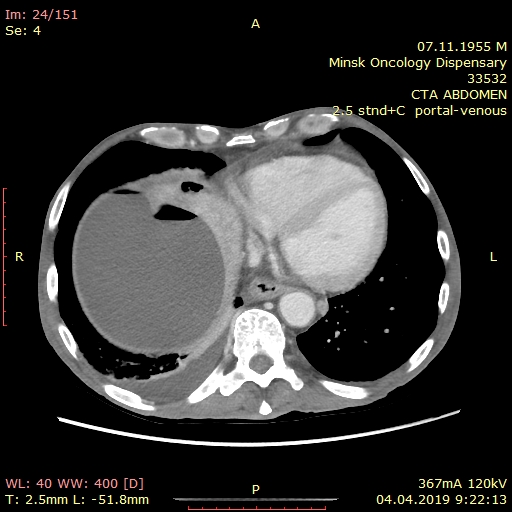 Im: 24/151
Se: 4
A
07.11.1955 M
Minsk Oncology Dispensary
33532
CTA ABDOMEN
2.5 stnd+C portal-venous
R
L
WL: 40 WW: 400 [D]
T: 2.5mm L: -51.8mm
P
367mA 120kV
04.04.2019 9:22:13